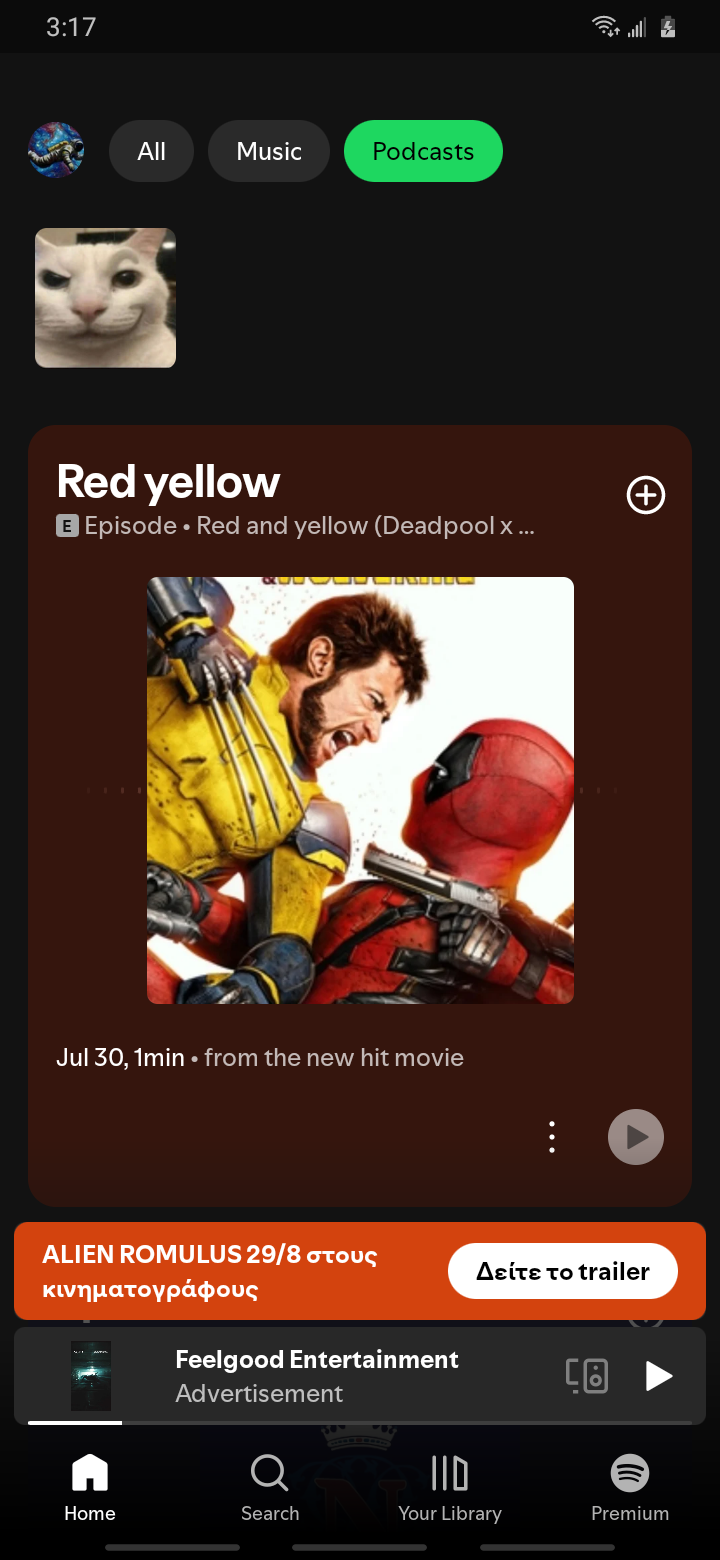 3:17
All
Music
Podcasts
Red yellow
E Episode • Red and yellow (Deadpool x ...
& WOLVERINE
Jul 30, 1min • from the new hit movie
ALIEN ROMULUS 29/8 στους
κινηματογράφους
Δείτε το trailer
Feelgood Entertainment
Advertisement
Home
Search
Your Library
Premium